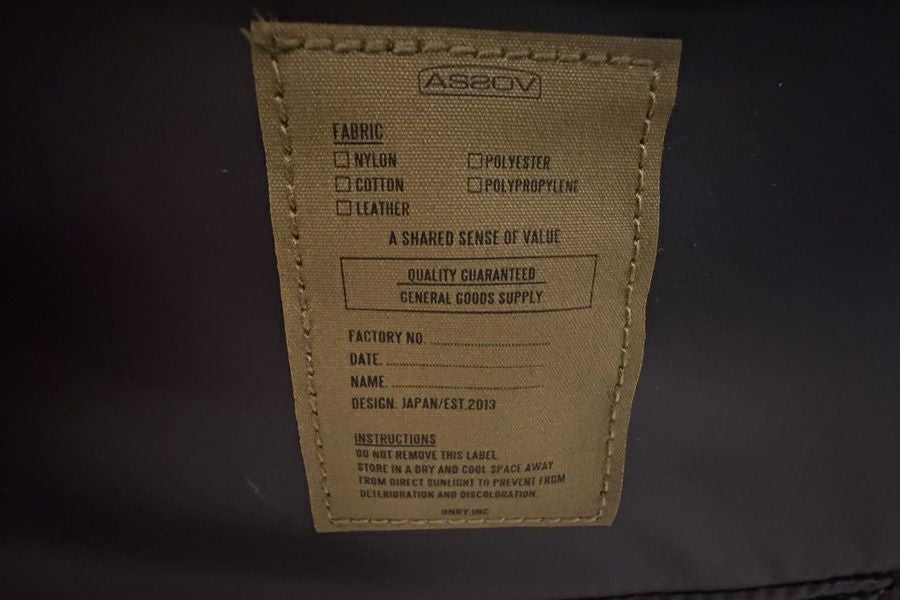 ASSOV
FABRIC
☐ NYLON ☐ POLYESTER
☐ COTTON ☐ POLYPROPYLENE
☐ LEATHER
A SHARED SENSE OF VALUE
QUALITY GUARANTEED
GENERAL GOODS SUPPLY
FACTORY NO.
DATE.
NAME.
DESIGN. JAPAN/EST.2013
INSTRUCTIONS
DO NOT REMOVE THIS LABEL
STORE IN A DRY AND COOL SPACE AWAY
FROM DIRECT SUNLIGHT TO PREVENT FROM
DETERIORATION AND DISCOLORATION.
UNBY INC